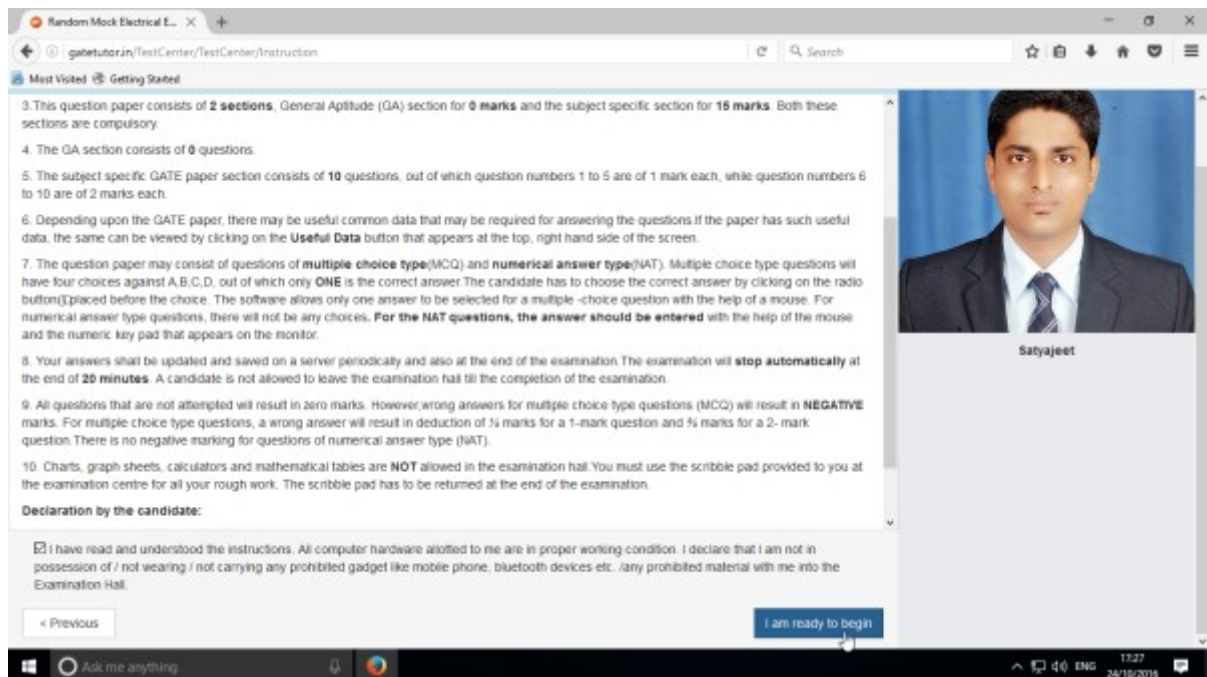 Random Mock Electrical E...
gatetutor.in/TestCenter/TestCenter/Instruction
Search
Most Visited Getting Started
3.This question paper consists of 2 sections, General Aptitude (GA) section for 0 marks and the subject specific section for 15 marks. Both these
sections are compulsory.
4. The GA section consists of 0 questions.
5. The subject specific GATE paper section consists of 10 questions, out of which question numbers 1 to 5 are of 1 mark each, while question numbers 6
to 10 are of 2 marks each.
6. Depending upon the GATE paper, there may be useful common data that may be required for answering the questions.If the paper has such useful
data, the same can be viewed by clicking on the Useful Data button that appears at the top, right hand side of the screen.
7. The question paper may consist of questions of multiple choice type(MCQ) and numerical answer type(NAT). Multiple choice type questions will
have four choices against A,B,C,D, out of which only ONE is the correct answer.The candidate has to choose the correct answer by clicking on the radio
button() placed before the choice. The software allows only one answer to be selected for a multiple -choice question with the help of a mouse. For
numerical answer type questions, there will not be any choices. For the NAT questions, the answer should be entered with the help of the mouse
and the numeric key pad that appears on the monitor.
8. Your answers shall be updated and saved on a server periodically and also at the end of the examination.The examination will stop automatically at
the end of 20 minutes. A candidate is not allowed to leave the examination hall till the completion of the examination.
9. All questions that are not attempted will result in zero marks. However,wrong answers for multiple choice type questions (MCQ) will result in NEGATIVE
marks. For multiple choice type questions, a wrong answer will result in deduction of marks for a 1-mark question and marks for a 2- mark
question.There is no negative marking for questions of numerical answer type (NAT).
10. Charts, graph sheets, calculators and mathematical tables are NOT allowed in the examination hall.You must use the scribble pad provided to you at
the examination centre for all your rough work. The scribble pad has to be returned at the end of the examination.
Declaration by the candidate:
I have read and understood the instructions. All computer hardware allotted to me are in proper working condition. I declare that I am not in
possession of / not wearing / not carrying any prohibited gadget like mobile phone, bluetooth devices etc. /any prohibited material with me into the
Examination Hall.
< Previous
I am ready to begin
Satyajeet
Ask me anything
ENG
17:27
24/10/2016